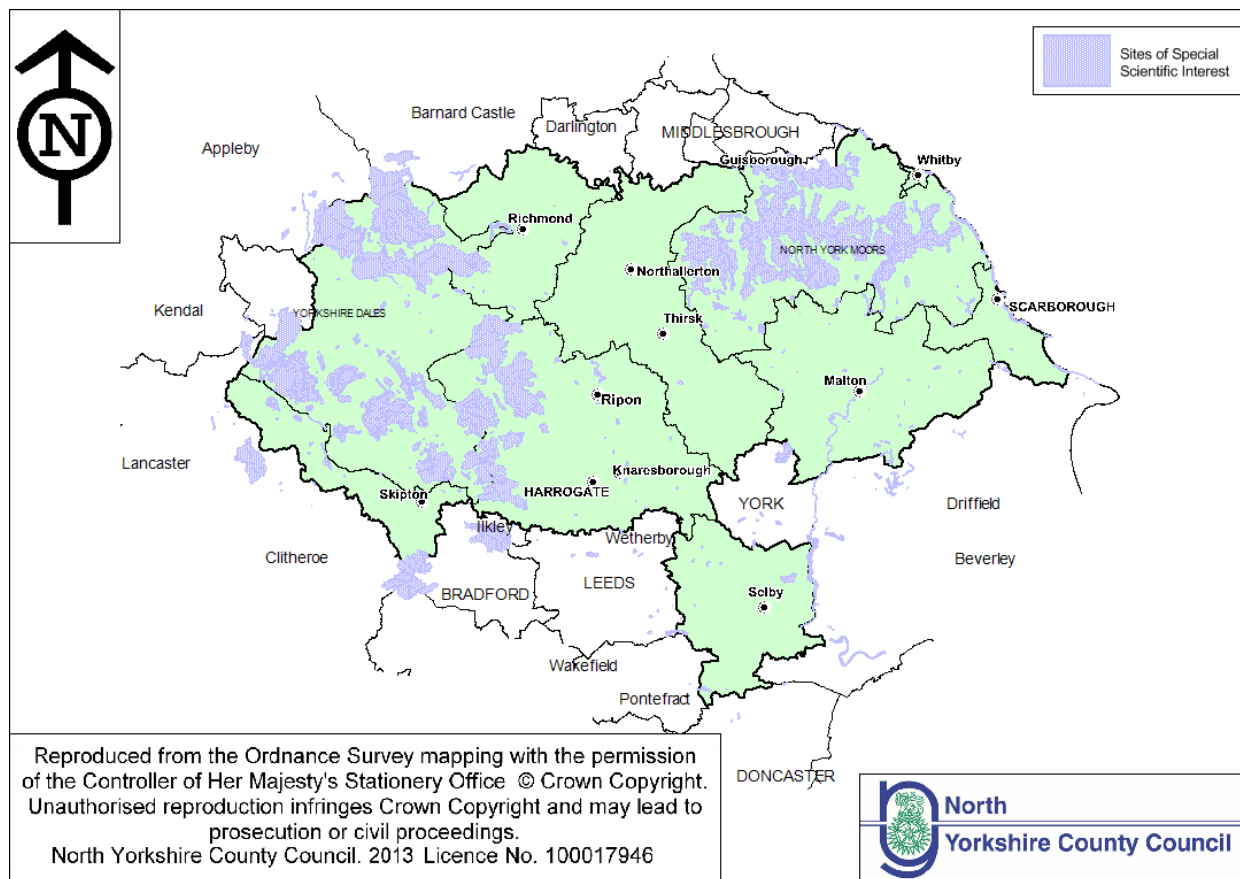 N
Sites of Special
Scientific Interest
Barnard Castle
Darlington
MIDDLESBROUGH
Appleby
Guisborough
Whitby
Richmond
NORTH YORK MOORS
Northallerton
Kendal
YORKSHIRE DALES
SCARBOROUGH
Thirsk
Malton
Ripon
Lancaster
Knaresborough
Skipton
HARROGATE
YORK
Driffield
Ilkley
Wetherby
Clitheroe
Beverley
LEEDS
BRADFORD
Selby
Wakefield
Pontefract
DONCASTER
Reproduced from the Ordnance Survey mapping with the permission
of the Controller of Her Majesty's Stationery Office © Crown Copyright.
Unauthorised reproduction infringes Crown Copyright and may lead to
prosecution or civil proceedings.
North Yorkshire County Council. 2013 Licence No. 100017946
North
Yorkshire County Council